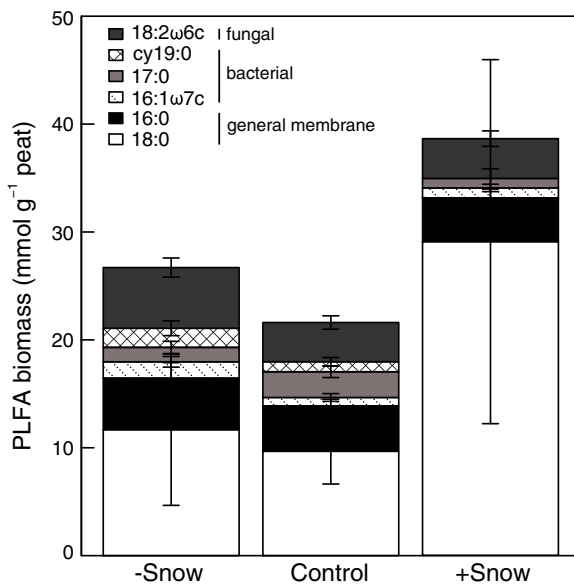 50
40
30
20
10
0
PLFA biomass (mmol g⁻¹ peat)
18:2ω6c fungal
cy19:0
17:0 bacterial
16:1ω7c
16:0 general membrane
18:0
-Snow Control +Snow